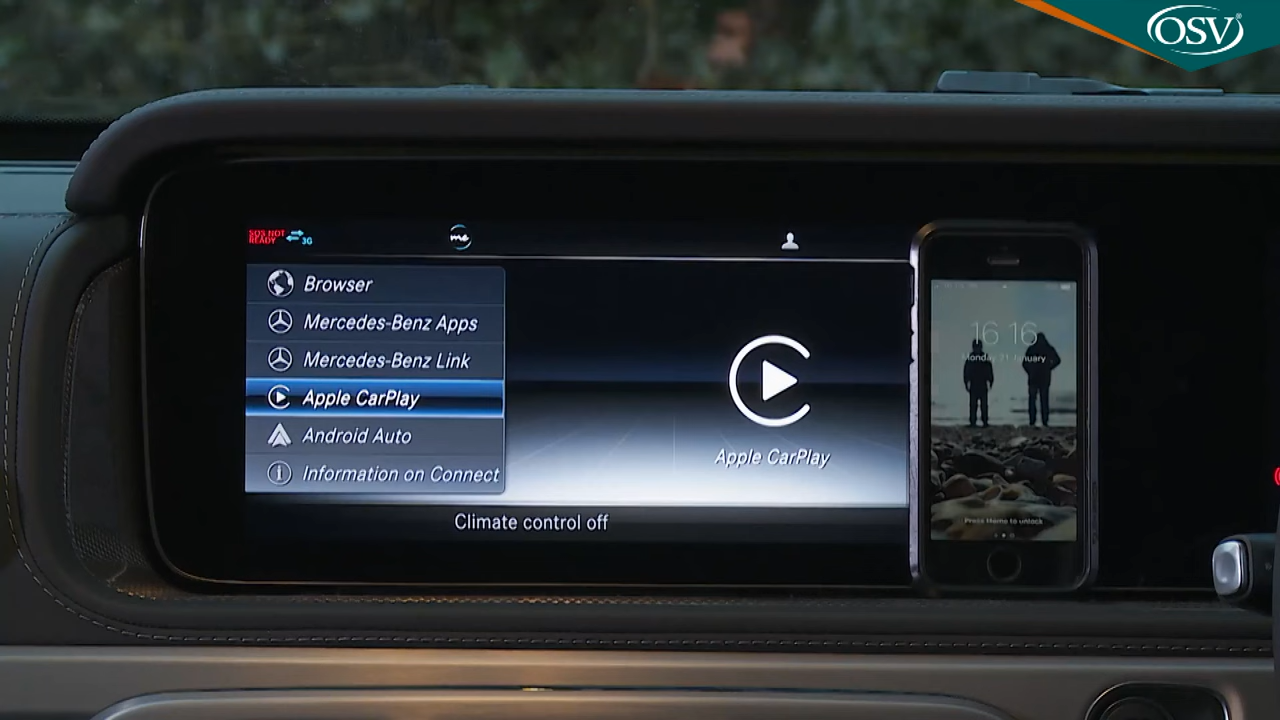 OSV
SOS NOT
READY
3G
me
Browser
Mercedes-Benz Apps
Mercedes-Benz Link
Apple CarPlay
Android Auto
Information on Connect
Apple CarPlay
Climate control off
16 16
Monday 21 January
Press Home to unlock